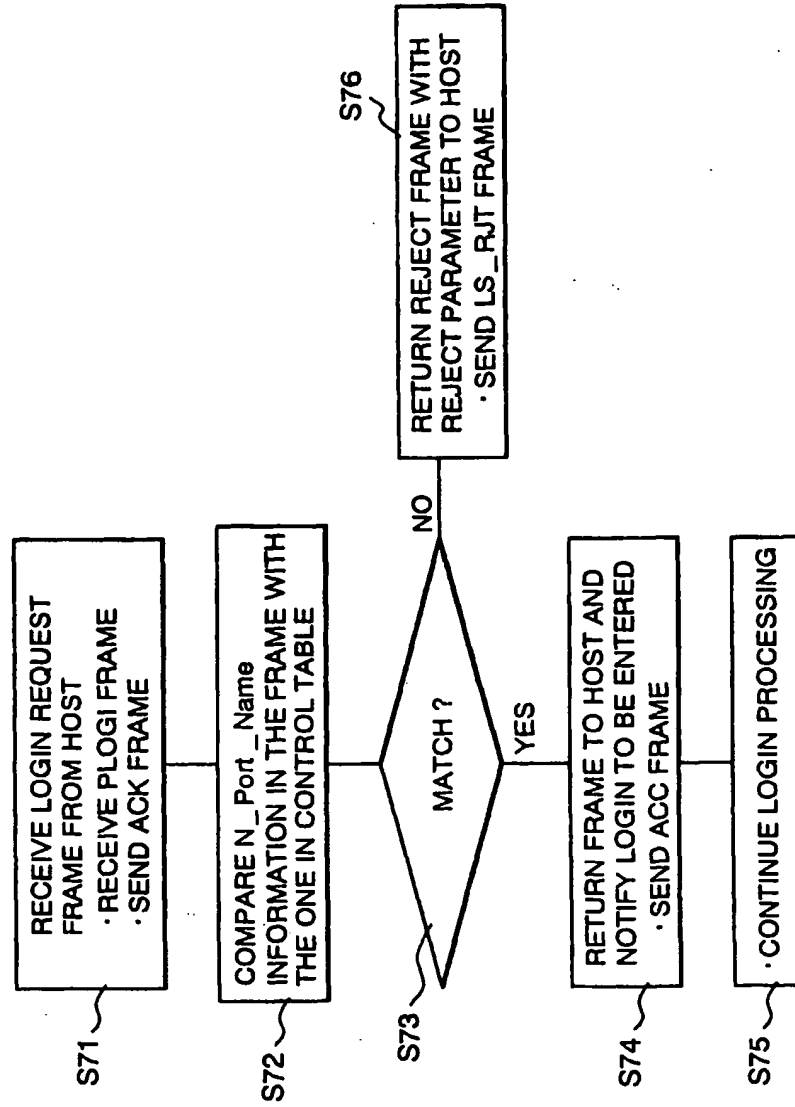 S71
RECEIVE LOGIN REQUEST
FRAME FROM HOST
· RECEIVE PLOGI FRAME
· SEND ACK FRAME
S72
COMPARE N_Port_Name
INFORMATION IN THE FRAME WITH
THE ONE IN CONTROL TABLE
S73
MATCH ?
NO
YES
S76
RETURN REJECT FRAME WITH
REJECT PARAMETER TO HOST
· SEND LS_RJT FRAME
S74
RETURN FRAME TO HOST AND
NOTIFY LOGIN TO BE ENTERED
· SEND ACC FRAME
S75
· CONTINUE LOGIN PROCESSING